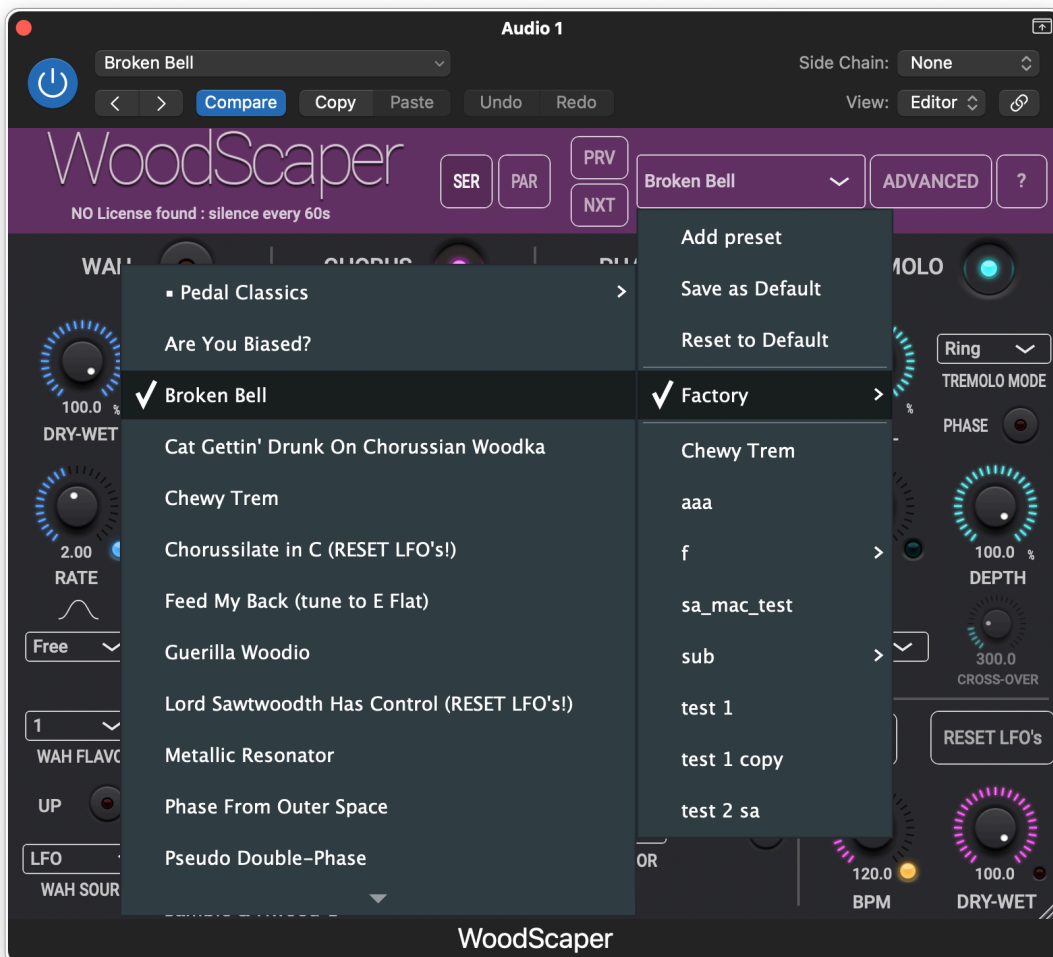 Audio 1
Broken Bell
Side Chain: None
Compare Copy Paste Undo Redo
View: Editor
WoodScaper
NO License found : silence every 60s
SER PAR
PRV
NXT
Broken Bell
ADVANCED
?
Add preset
Save as Default
Reset to Default
Factory
Chewy Trem
aaa
f
sa_mac_test
sub
test 1
test 1 copy
test 2 sa
▪ Pedal Classics
Are You Biased?
Broken Bell
Cat Gettin' Drunk On Chorussian Woodka
Chewy Trem
Chorussilate in C (RESET LFO's!)
Feed My Back (tune to E Flat)
Guerilla Woodio
Lord Sawtwoodth Has Control (RESET LFO's!)
Metallic Resonator
Phase From Outer Space
Pseudo Double-Phase
100.0 %
DRY-WET
2.00
RATE
Free
1
UP
LFO
Ring
TREMOLO MODE
%
PHASE
100.0 %
DEPTH
300.0
CROSS-OVER
RESET LFO's
120.0
BPM
100.0
DRY-WET
WoodScaper